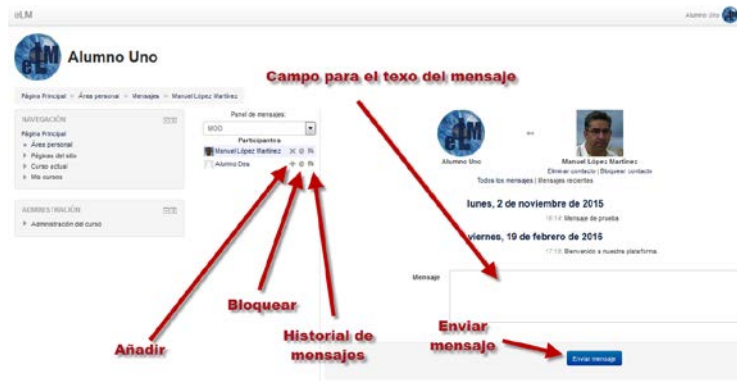 eLM
Alumno Uno
eLM
Alumno Uno
Campo para el texo del mensaje
Página Principal
Área personal
Mensajes
Manuel López Martínez
NAVEGACIÓN
Página Principal
Área personal
Páginas del sitio
Curso actual
Mis cursos
ADMINISTRACIÓN
Administración del curso
Panel de mensajes:
MOO
Participantes
Manuel López Martínez
Alumno Dos
Añadir
Bloquear
Historial de
mensajes
Alumno Uno
Manuel López Martínez
Eliminar contacto | Bloquear contacto
Todos los mensajes | Mensajes recientes
lunes, 2 de noviembre de 2015
Mensaje de prueba
viernes, 19 de febrero de 2016
Bienvenido a nuestra plataforma.
Mensaje
Enviar
mensaje
Enviar mensaje